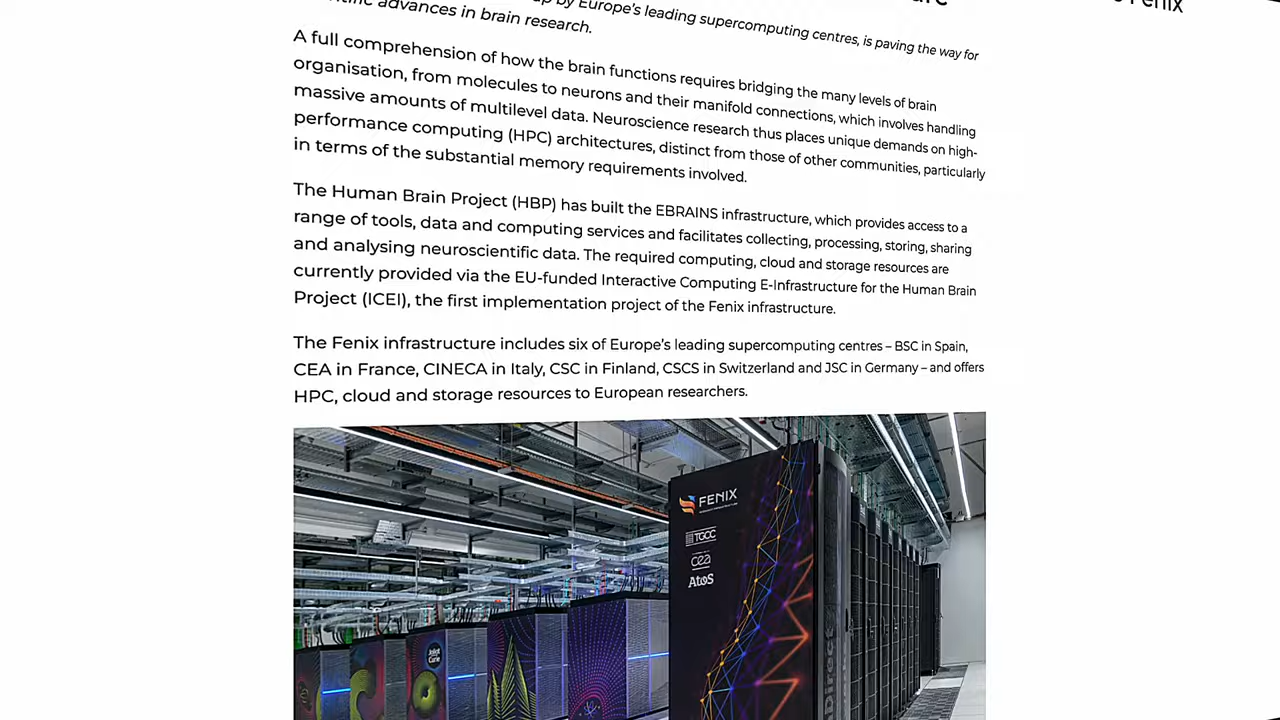 Fenix
up by Europe's leading supercomputing centres, is paving the way for
advances in brain research.
A full comprehension of how the brain functions requires bridging the many levels of brain
organisation, from molecules to neurons and their manifold connections, which involves handling
massive amounts of multilevel data. Neuroscience research thus places unique demands on high-
performance computing (HPC) architectures, distinct from those of other communities, particularly
in terms of the substantial memory requirements involved.
The Human Brain Project (HBP) has built the EBRAINS infrastructure, which provides access to a
range of tools, data and computing services and facilitates collecting, processing, storing, sharing
and analysing neuroscientific data. The required computing, cloud and storage resources are
currently provided via the EU-funded Interactive Computing E-Infrastructure for the Human Brain
Project (ICEI), the first implementation project of the Fenix infrastructure.
The Fenix infrastructure includes six of Europe's leading supercomputing centres – BSC in Spain,
CEA in France, CINECA in Italy, CSC in Finland, CSCS in Switzerland and JSC in Germany – and offers
HPC, cloud and storage resources to European researchers.
FENIX
TGCC
cea
Atos
Joliot
Curie